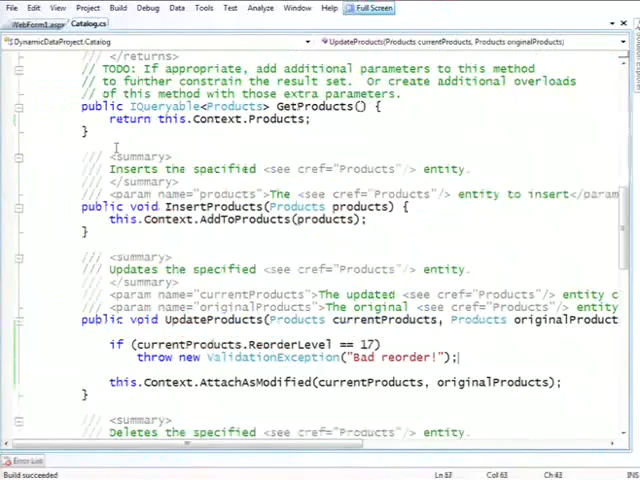 File Edit View Project Build Debug Data Tools Test Analyze Window Help Full Screen
WebForm1.aspx Catalog.cs
DynamicDataProject.Catalog UpdateProducts(Products currentProducts, Products originalProducts)
/// </returns>
// TODO: If appropriate, add additional parameters to this method
// to further constrain the result set. Or create additional overloads
// of this method with those extra parameters.
public IQueryable<Products> GetProducts() {
return this.Context.Products;
}
/// <summary>
/// Inserts the specified <see cref="Products"/> entity.
/// </summary>
/// <param name="products">The <see cref="Products"/> entity to insert</param
public void InsertProducts(Products products) {
this.Context.AddToProducts(products);
}
/// <summary>
/// Updates the specified <see cref="Products"/> entity.
/// </summary>
/// <param name="currentProducts">The updated <see cref="Products"/> entity c
/// <param name="originalProducts">The original <see cref="Products"/> entity
public void UpdateProducts(Products currentProducts, Products originalProduct
if (currentProducts.ReorderLevel == 17)
throw new ValidationException("Bad reorder!");
this.Context.AttachAsModified(currentProducts, originalProducts);
}
/// <summary>
/// Deletes the specified <see cref="Products"/> entity.
Error List
Build succeeded Ln 57 Col 63 Ch 43 INS